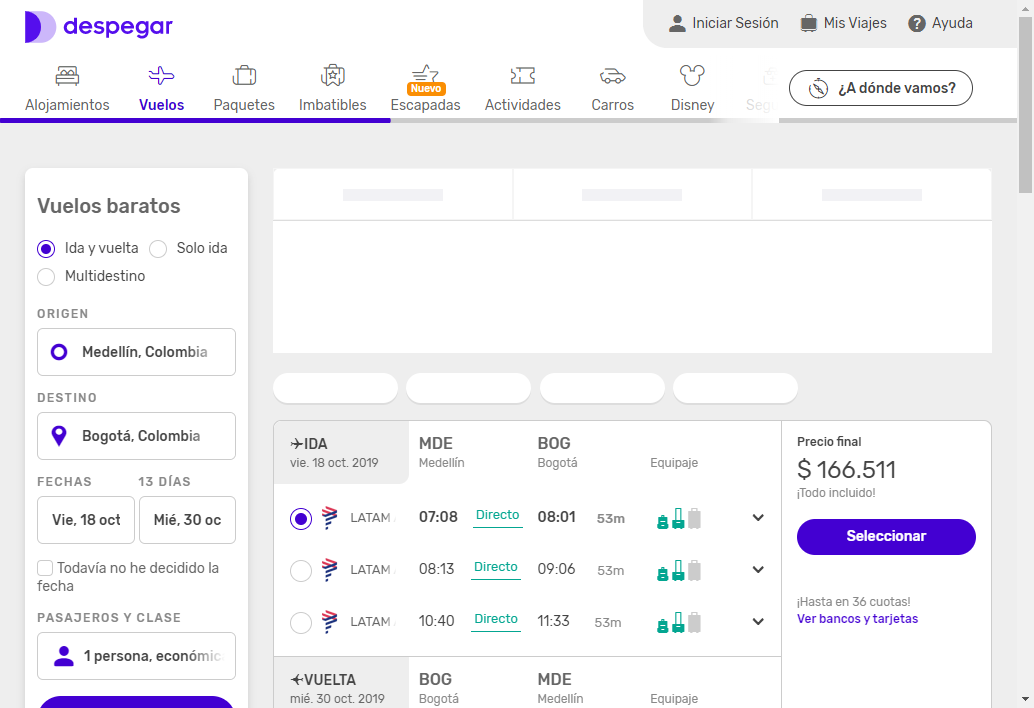 despegar
Iniciar Sesión
Mis Viajes
Ayuda
Alojamientos
Vuelos
Paquetes
Imbatibles
Nuevo
Escapadas
Actividades
Carros
Disney
¿A dónde vamos?
Vuelos baratos
Ida y vuelta
Solo ida
Multidestino
ORIGEN
Medellín, Colombia
DESTINO
Bogotá, Colombia
FECHAS
13 DÍAS
Vie, 18 oct
Mié, 30 oc
Todavía no he decidido la
fecha
PASAJEROS Y CLASE
1 persona, económic
IDA
vie. 18 oct. 2019
MDE
Medellín
BOG
Bogotá
Equipaje
LATAM
07:08
Directo
08:01
53m
LATAM
08:13
Directo
09:06
53m
LATAM
10:40
Directo
11:33
53m
VUELTA
mié. 30 oct. 2019
BOG
Bogotá
MDE
Medellín
Equipaje
Precio final
$ 166.511
¡Todo incluido!
Seleccionar
¡Hasta en 36 cuotas!
Ver bancos y tarjetas